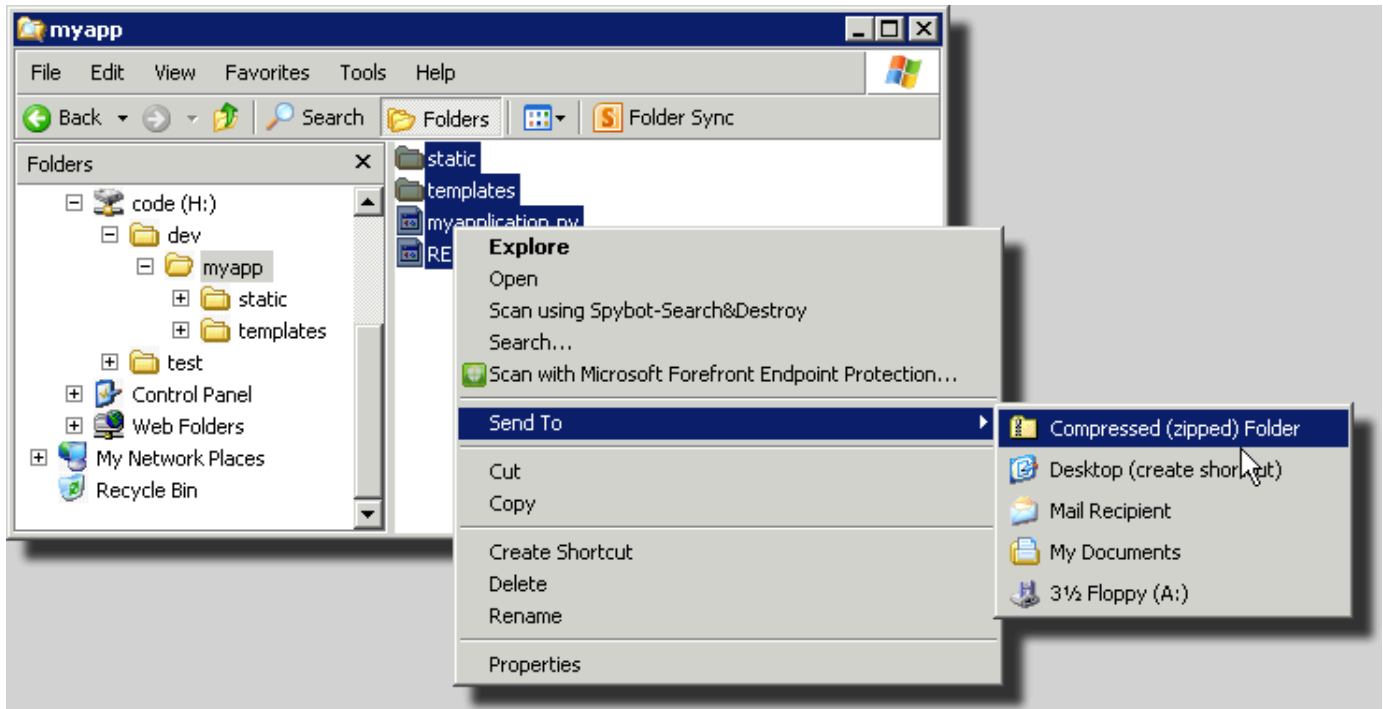 myapp
File Edit View Favorites Tools Help
Back Search Folders Folder Sync
Folders
code (H:)
dev
myapp
static
templates
test
Control Panel
Web Folders
My Network Places
Recycle Bin
static
templates
myapplication.py
RE
Explore
Open
Scan using Spybot-Search&Destroy
Search...
Scan with Microsoft Forefront Endpoint Protection...
Send To
Cut
Copy
Create Shortcut
Delete
Rename
Properties
Compressed (zipped) Folder
Desktop (create shortcut)
Mail Recipient
My Documents
3½ Floppy (A:)